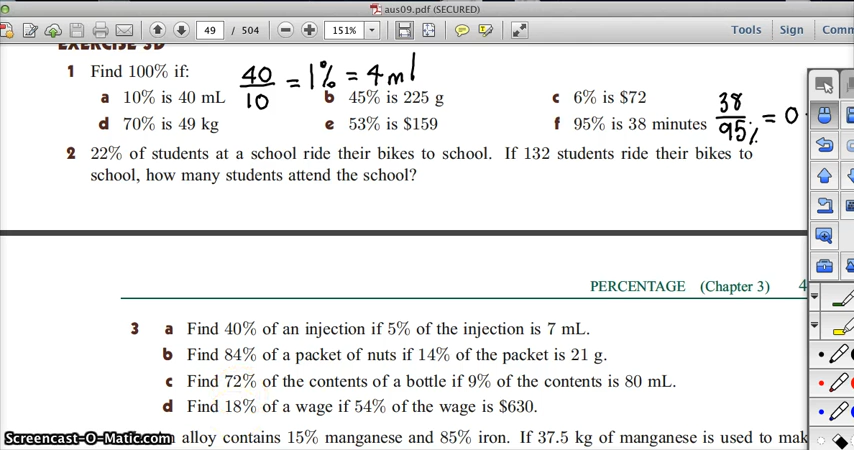 aus09.pdf (SECURED)
49 / 504 151% Tools Sign Comm
EXERCISE 3D
1 Find 100% if:
40/10 = 1% = 4 ml
a 10% is 40 mL b 45% is 225 g c 6% is $72
d 70% is 49 kg e 53% is $159 f 95% is 38 minutes
38/95% = 0.
2 22% of students at a school ride their bikes to school. If 132 students ride their bikes to
school, how many students attend the school?
PERCENTAGE (Chapter 3) 4
3 a Find 40% of an injection if 5% of the injection is 7 mL.
b Find 84% of a packet of nuts if 14% of the packet is 21 g.
c Find 72% of the contents of a bottle if 9% of the contents is 80 mL.
d Find 18% of a wage if 54% of the wage is $630.
Screencast-O-Matic.com
alloy contains 15% manganese and 85% iron. If 37.5 kg of manganese is used to mak